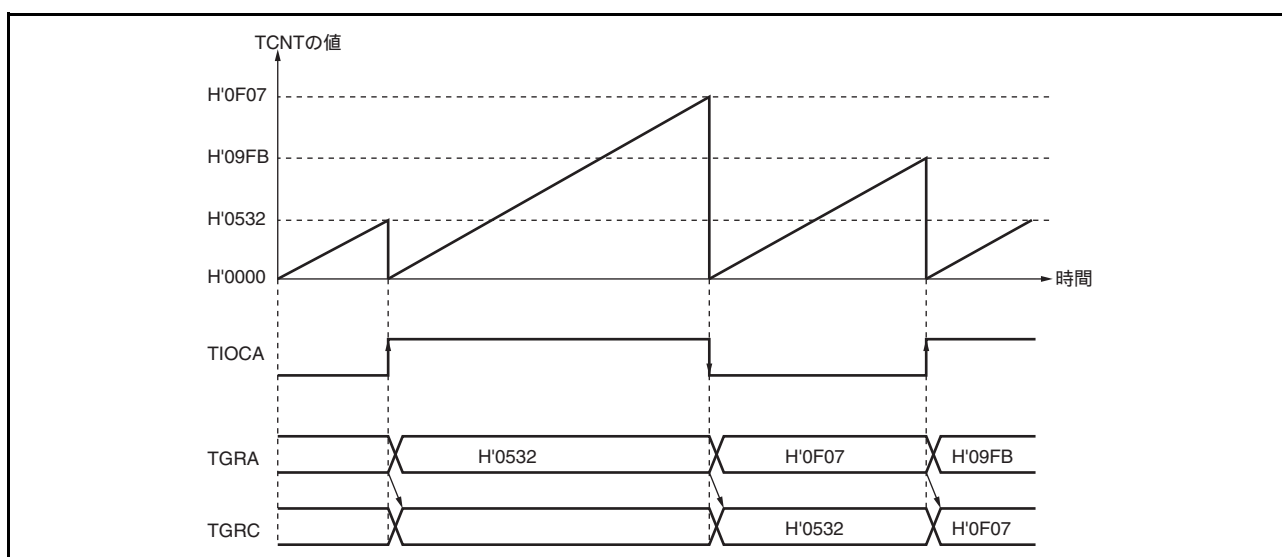 TCNTの値
H'0F07
H'09FB
H'0532
H'0000
時間
TIOCA
TGRA
H'0532
H'0F07
H'09FB
TGRC
H'0532
H'0F07